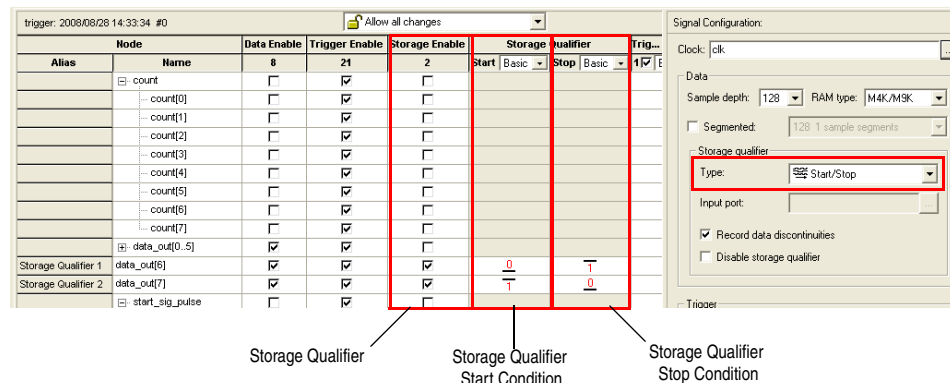 trigger: 2008/08/28 14:33:34 #0 Allow all changes
Node Data Enable Trigger Enable Storage Enable Storage Qualifier Trig...
Alias Name 8 21 2 Start Basic Stop Basic 1
count
count[0]
count[1]
count[2]
count[3]
count[4]
count[5]
count[6]
count[7]
data_out[0..5]
Storage Qualifier 1 data_out[6] 0 1
Storage Qualifier 2 data_out[7] 1 0
start_sig_pulse
Signal Configuration:
Clock: clk ...
Data
Sample depth: 128 RAM type: M4K/M9K
Segmented: 128 1 sample segments
Storage qualifier
Type: Start/Stop
Input port: ...
Record data discontinuities
Disable storage qualifier
Trigger
Storage Qualifier
Storage Qualifier
Start Condition
Storage Qualifier
Stop Condition